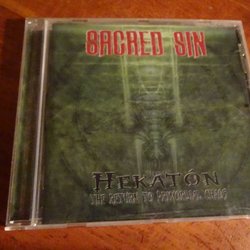 SACRED SIN
HEKATÓN
THE RETURN TO PRIMORDIAL CHAOS